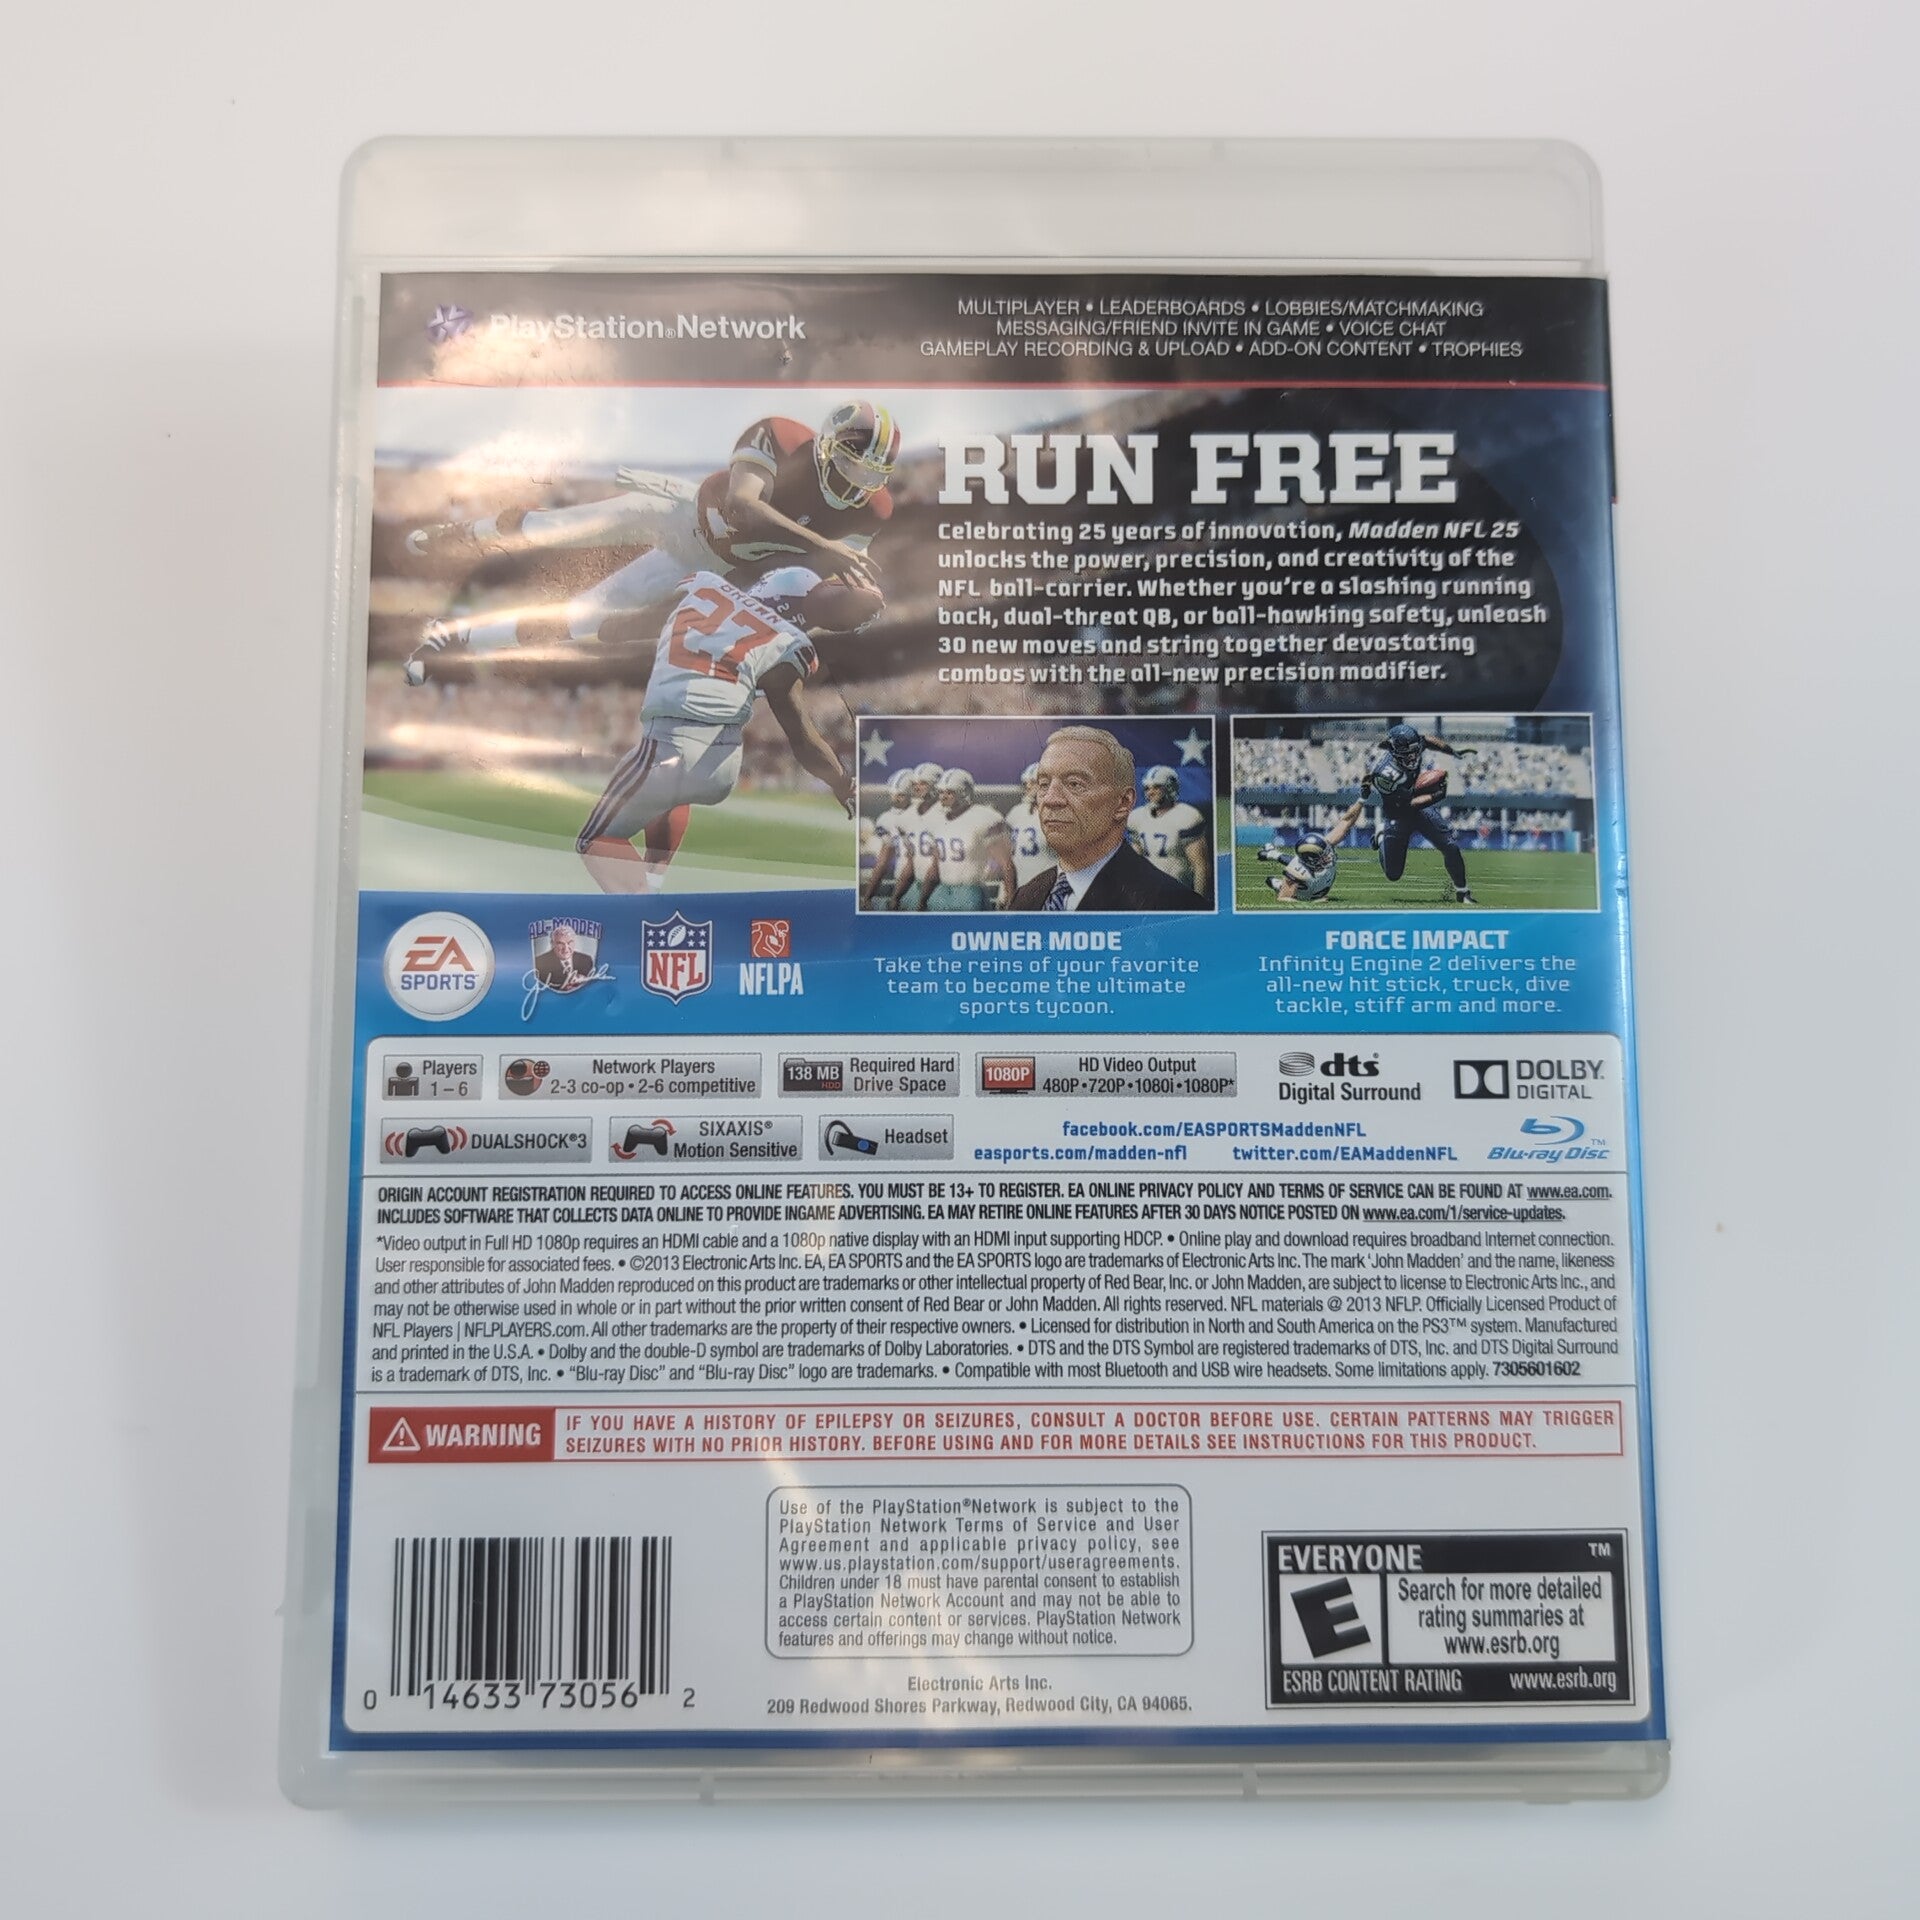 PlayStation®Network
MULTIPLAYER • LEADERBOARDS • LOBBIES/MATCHMAKING
MESSAGING/FRIEND INVITE IN GAME • VOICE CHAT
GAMEPLAY RECORDING & UPLOAD • ADD-ON CONTENT • TROPHIES
RUN FREE
Celebrating 25 years of innovation, Madden NFL 25
unlocks the power, precision, and creativity of the
NFL ball-carrier. Whether you're a slashing running
back, dual-threat QB, or ball-hawking safety, unleash
30 new moves and string together devastating
combos with the all-new precision modifier.
BROWN
27
EA
SPORTS™
ALL-MADDEN
John Madden
NFL
NFLPA
OWNER MODE
Take the reins of your favorite
team to become the ultimate
sports tycoon.
FORCE IMPACT
Infinity Engine 2 delivers the
all-new hit stick, truck, dive
tackle, stiff arm and more.
Players
1 – 6
Network Players
2-3 co-op • 2-6 competitive
138 MB
HDD
Required Hard
Drive Space
1080P
HD Video Output
480P • 720P • 1080i • 1080P*
dts
Digital Surround
DOLBY.
DIGITAL
DUALSHOCK®3
SIXAXIS®
Motion Sensitive
Headset
facebook.com/EASPORTSMaddenNFL
easports.com/madden-nfl twitter.com/EAMaddenNFL
Blu-ray Disc™
ORIGIN ACCOUNT REGISTRATION REQUIRED TO ACCESS ONLINE FEATURES. YOU MUST BE 13+ TO REGISTER. EA ONLINE PRIVACY POLICY AND TERMS OF SERVICE CAN BE FOUND AT www.ea.com.
INCLUDES SOFTWARE THAT COLLECTS DATA ONLINE TO PROVIDE INGAME ADVERTISING. EA MAY RETIRE ONLINE FEATURES AFTER 30 DAYS NOTICE POSTED ON www.ea.com/1/service-updates.
*Video output in Full HD 1080p requires an HDMI cable and a 1080p native display with an HDMI input supporting HDCP. • Online play and download requires broadband Internet connection.
User responsible for associated fees. • ©2013 Electronic Arts Inc. EA, EA SPORTS and the EA SPORTS logo are trademarks of Electronic Arts Inc. The mark 'John Madden' and the name, likeness
and other attributes of John Madden reproduced on this product are trademarks or other intellectual property of Red Bear, Inc. or John Madden, are subject to license to Electronic Arts Inc., and
may not be otherwise used in whole or in part without the prior written consent of Red Bear or John Madden. All rights reserved. NFL materials @ 2013 NFLP. Officially Licensed Product of
NFL Players | NFLPLAYERS.com. All other trademarks are the property of their respective owners. • Licensed for distribution in North and South America on the PS3™ system. Manufactured
and printed in the U.S.A. • Dolby and the double-D symbol are trademarks of Dolby Laboratories. • DTS and the DTS Symbol are registered trademarks of DTS, Inc. and DTS Digital Surround
is a trademark of DTS, Inc. • "Blu-ray Disc" and "Blu-ray Disc" logo are trademarks. • Compatible with most Bluetooth and USB wire headsets. Some limitations apply. 7305601602
WARNING
IF YOU HAVE A HISTORY OF EPILEPSY OR SEIZURES, CONSULT A DOCTOR BEFORE USE. CERTAIN PATTERNS MAY TRIGGER
SEIZURES WITH NO PRIOR HISTORY. BEFORE USING AND FOR MORE DETAILS SEE INSTRUCTIONS FOR THIS PRODUCT.
Use of the PlayStation®Network is subject to the
PlayStation Network Terms of Service and User
Agreement and applicable privacy policy, see
www.us.playstation.com/support/useragreements.
Children under 18 must have parental consent to establish
a PlayStation Network Account and may not be able to
access certain content or services. PlayStation Network
features and offerings may change without notice.
Electronic Arts Inc.
209 Redwood Shores Parkway, Redwood City, CA 94065.
0 14633 73056 2
EVERYONE ™
E
Search for more detailed
rating summaries at
www.esrb.org
ESRB CONTENT RATING www.esrb.org